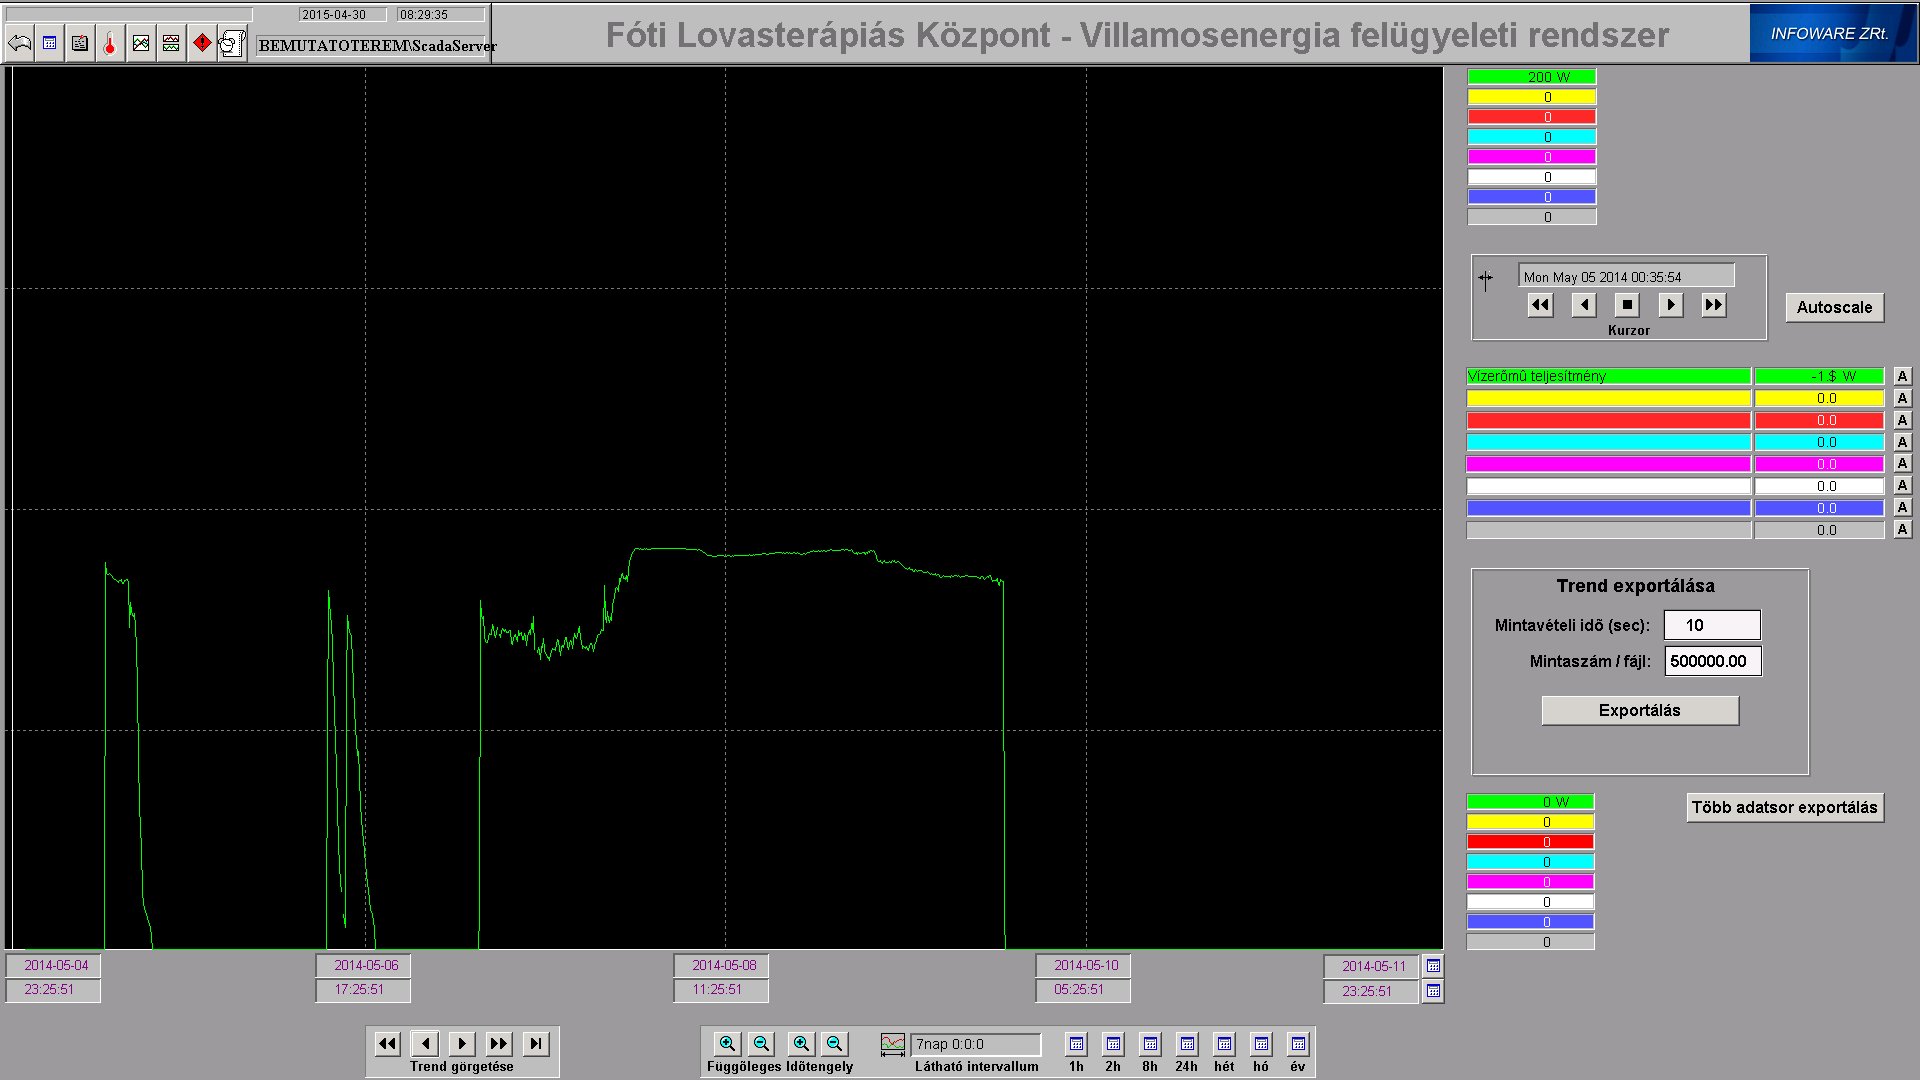 2015-04-30 08:29:35
BEMUTATOTEREM\ScadaServer
Fóti Lovasterápiás Központ - Villamosenergia felügyeleti rendszer
INFOWARE ZRt.
200 W
0
0
0
0
0
0
0
Mon May 05 2014 00:35:54
Kurzor
Autoscale
Vízerőmű teljesítmény -1.$ W A
0.0 A
0.0 A
0.0 A
0.0 A
0.0 A
0.0 A
0.0 A
Trend exportálása
Mintavételi idő (sec): 10
Mintaszám / fájl: 500000.00
Exportálás
Több adatsor exportálás
0 W
0
0
0
0
0
0
0
2014-05-04 2014-05-06 2014-05-08 2014-05-10 2014-05-11
23:25:51 17:25:51 11:25:51 05:25:51 23:25:51
Trend görgetése
7nap 0:0:0
Függőleges Időtengely Látható intervallum 1h 2h 8h 24h hét hó év